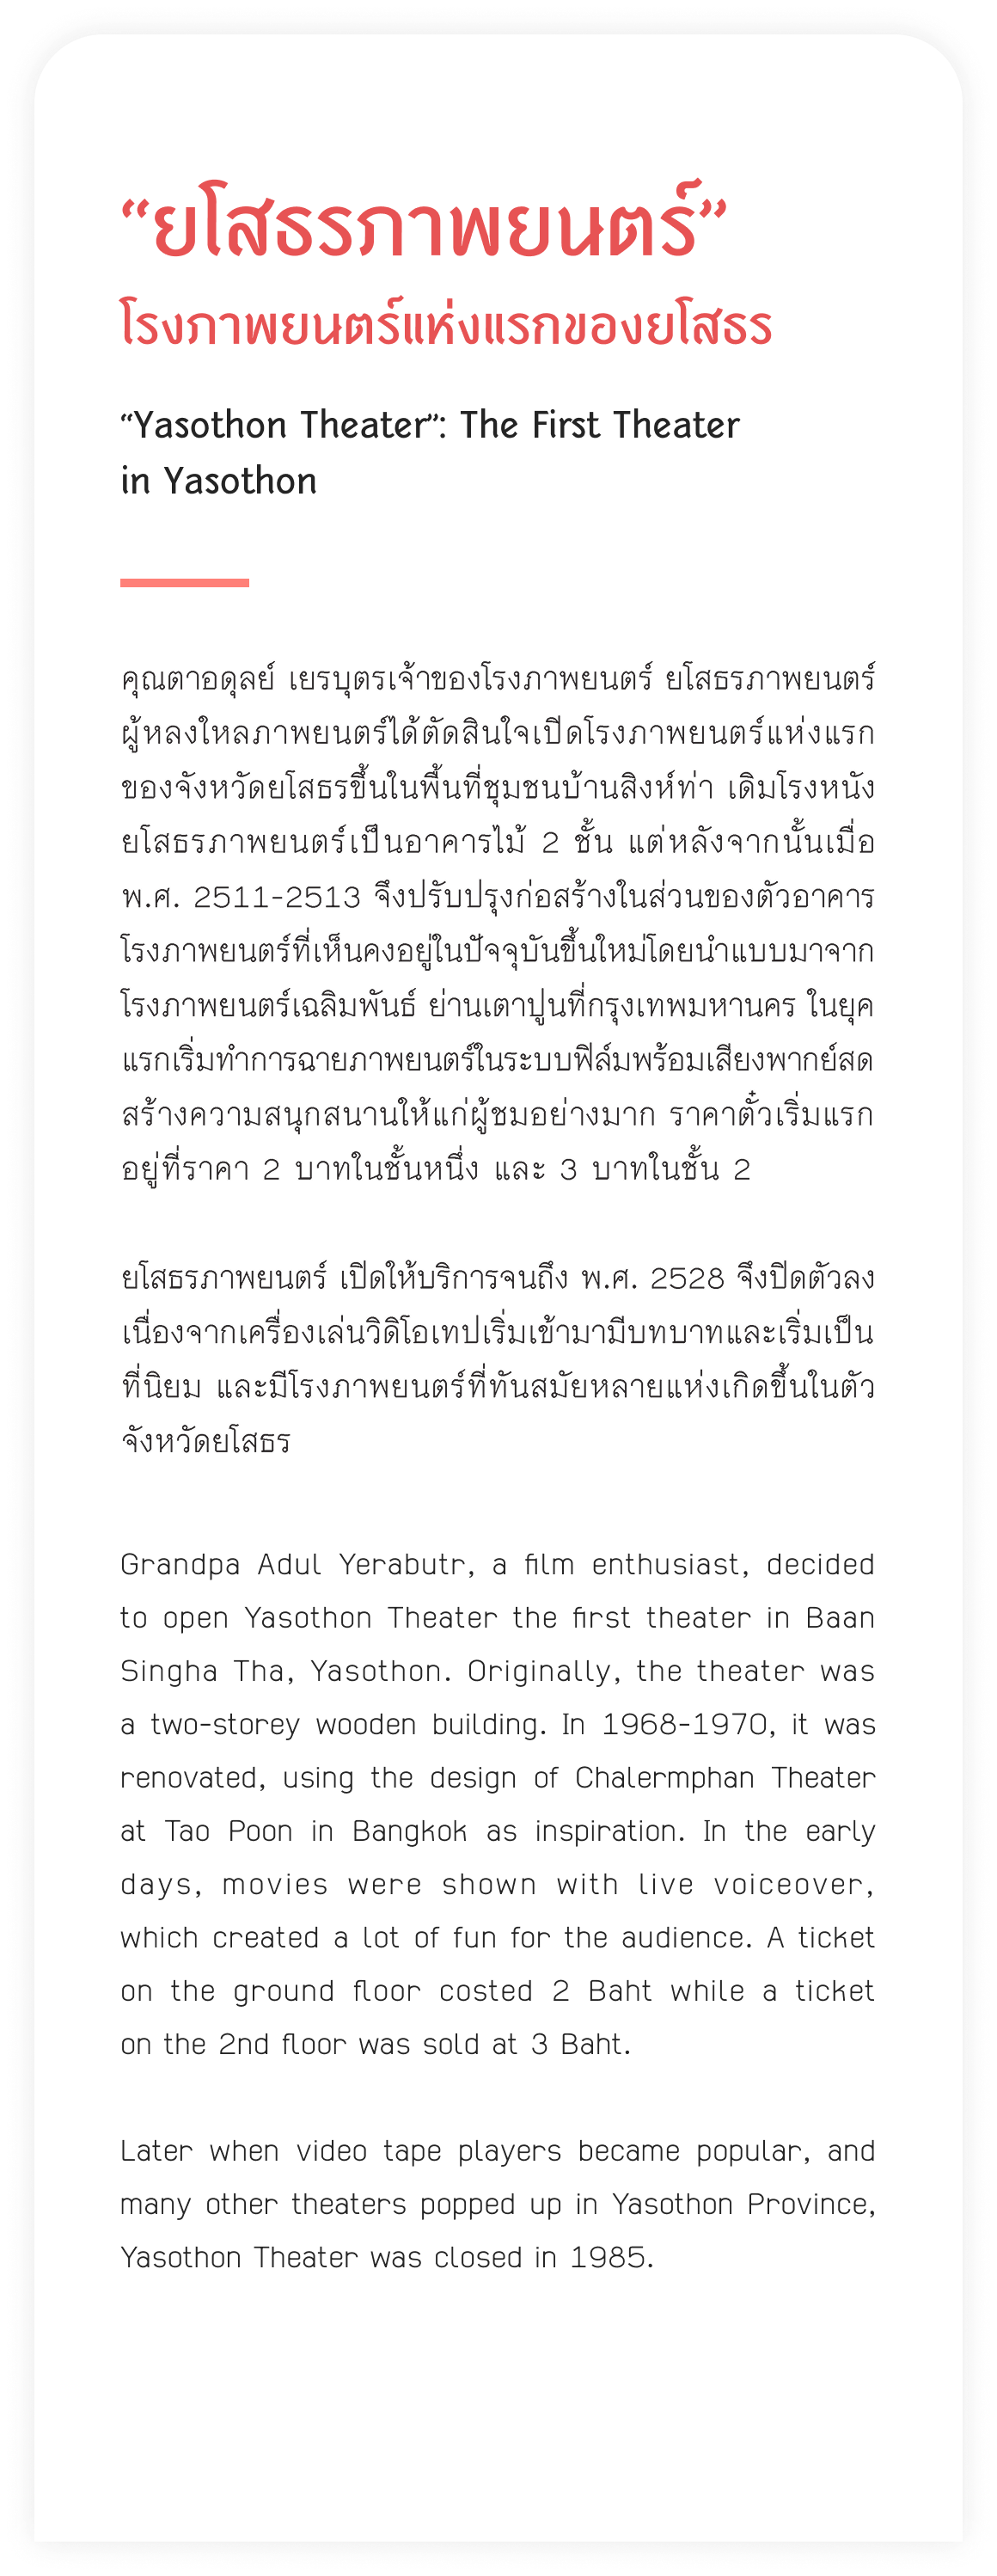 “ยโสธรภาพยนตร์”
โรงภาพยนตร์แห่งแรกของยโสธร
“Yasothon Theater”: The First Theater
in Yasothon
คุณตาอดุลย์ เยรบุตรเจ้าของโรงภาพยนตร์ ยโสธรภาพยนตร์
ผู้หลงใหลภาพยนตร์ได้ตัดสินใจเปิดโรงภาพยนตร์แห่งแรก
ของจังหวัดยโสธรขึ้นในพื้นที่ชุมชนบ้านสิงห์ท่า เดิมโรงหนัง
ยโสธรภาพยนตร์เป็นอาคารไม้ 2 ชั้น แต่หลังจากนั้นเมื่อ
พ.ศ. 2511-2513 จึงปรับปรุงก่อสร้างในส่วนของตัวอาคาร
โรงภาพยนตร์ที่เห็นคงอยู่ในปัจจุบันขึ้นใหม่โดยนำแบบมาจาก
โรงภาพยนตร์เฉลิมพันธ์ ย่านเตาปูนที่กรุงเทพมหานคร ในยุค
แรกเริ่มทำการฉายภาพยนตร์ในระบบฟิล์มพร้อมเสียงพากย์สด
สร้างความสนุกสนานให้แก่ผู้ชมอย่างมาก ราคาตั๋วเริ่มแรก
อยู่ที่ราคา 2 บาทในชั้นหนึ่ง และ 3 บาทในชั้น 2
ยโสธรภาพยนตร์ เปิดให้บริการจนถึง พ.ศ. 2528 จึงปิดตัวลง
เนื่องจากเครื่องเล่นวิดิโอเทปเริ่มเข้ามามีบทบาทและเริ่มเป็น
ที่นิยม และมีโรงภาพยนตร์ที่ทันสมัยหลายแห่งเกิดขึ้นในตัว
จังหวัดยโสธร
Grandpa Adul Yerabutr, a film enthusiast, decided
to open Yasothon Theater the first theater in Baan
Singha Tha, Yasothon. Originally, the theater was
a two-storey wooden building. In 1968-1970, it was
renovated, using the design of Chalermphan Theater
at Tao Poon in Bangkok as inspiration. In the early
days, movies were shown with live voiceover,
which created a lot of fun for the audience. A ticket
on the ground floor costed 2 Baht while a ticket
on the 2nd floor was sold at 3 Baht.
Later when video tape players became popular, and
many other theaters popped up in Yasothon Province,
Yasothon Theater was closed in 1985.